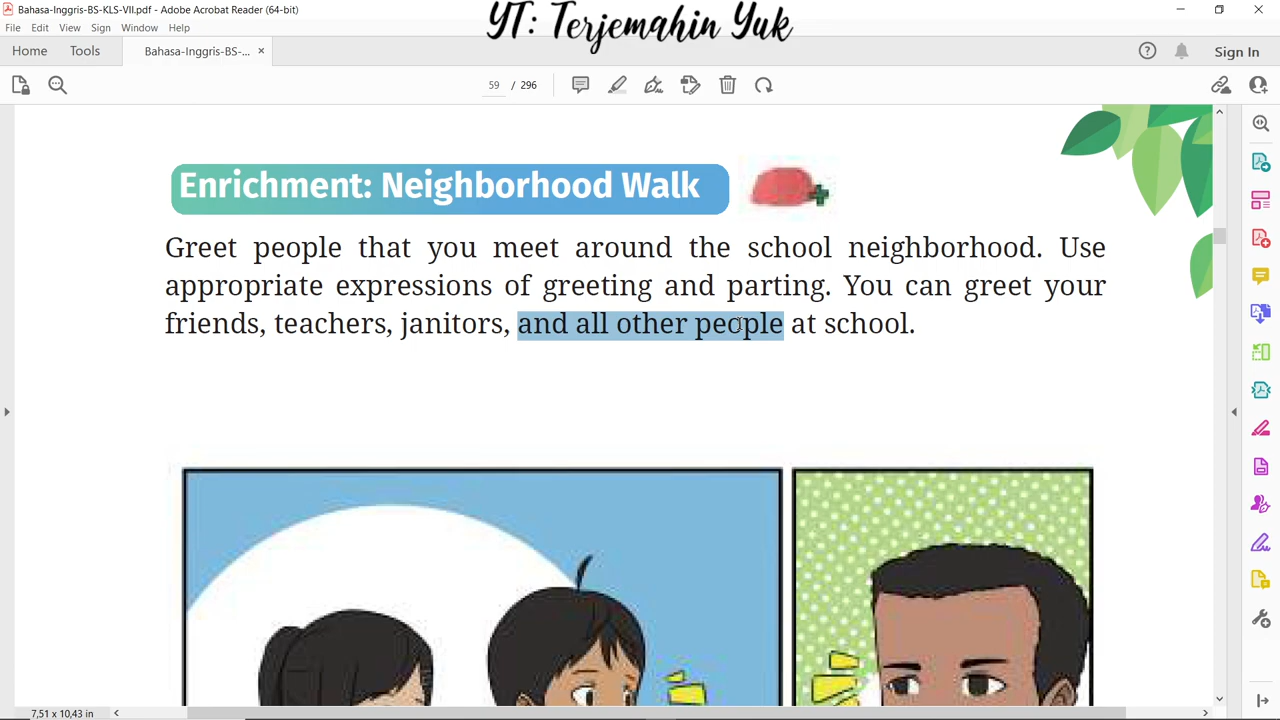 Bahasa-Inggris-BS-KLS-VII.pdf - Adobe Acrobat Reader (64-bit)
YT: Terjemahin Yuk
File Edit View Sign Window Help
Home Tools Bahasa-Inggris-BS-... × Sign In
59 / 296
Enrichment: Neighborhood Walk
Greet people that you meet around the school neighborhood. Use
appropriate expressions of greeting and parting. You can greet your
friends, teachers, janitors, and all other people at school.
7,51 x 10,43 in